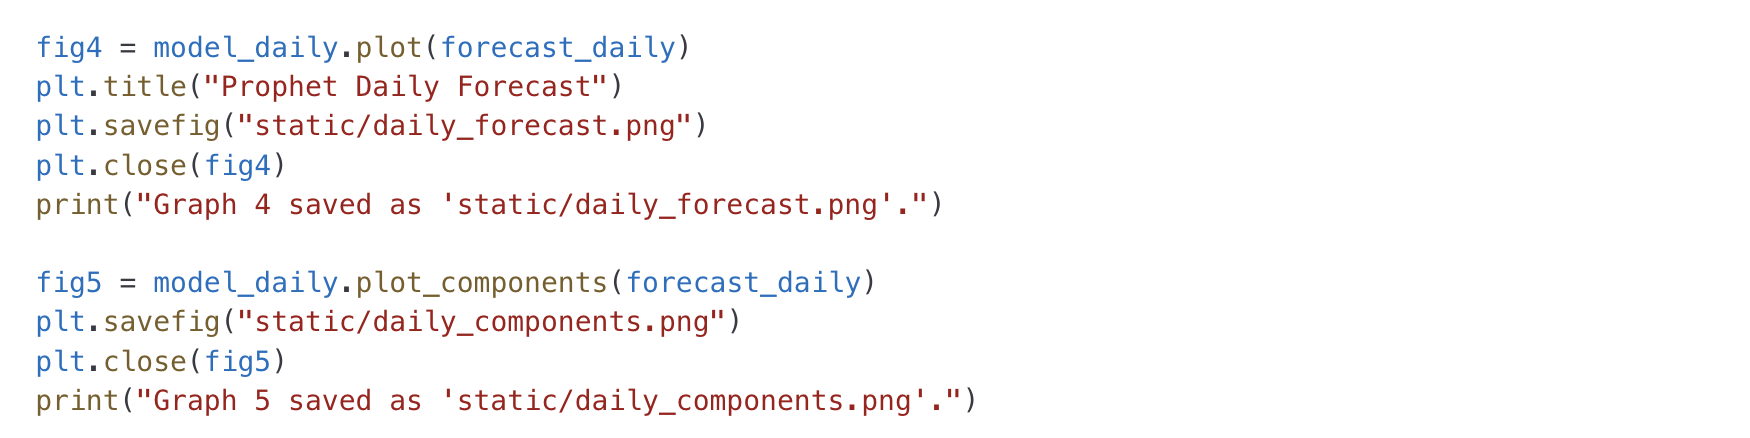 fig4 = model_daily.plot(forecast_daily)
plt.title("Prophet Daily Forecast")
plt.savefig("static/daily_forecast.png")
plt.close(fig4)
print("Graph 4 saved as 'static/daily_forecast.png'.")

fig5 = model_daily.plot_components(forecast_daily)
plt.savefig("static/daily_components.png")
plt.close(fig5)
print("Graph 5 saved as 'static/daily_components.png'.")